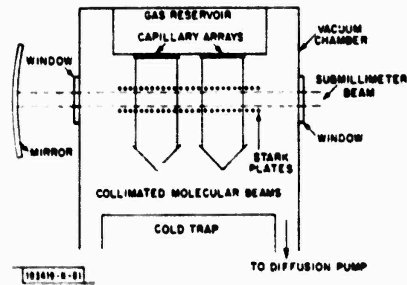 GAS RESERVOIR
CAPILLARY ARRAYS
VACUUM
CHAMBER
WINDOW
SUBMILLIMETER
BEAM
MIRROR
WINDOW
STARK
PLATES
COLLIMATED MOLECULAR BEAMS
COLD TRAP
TO DIFFUSION PUMP